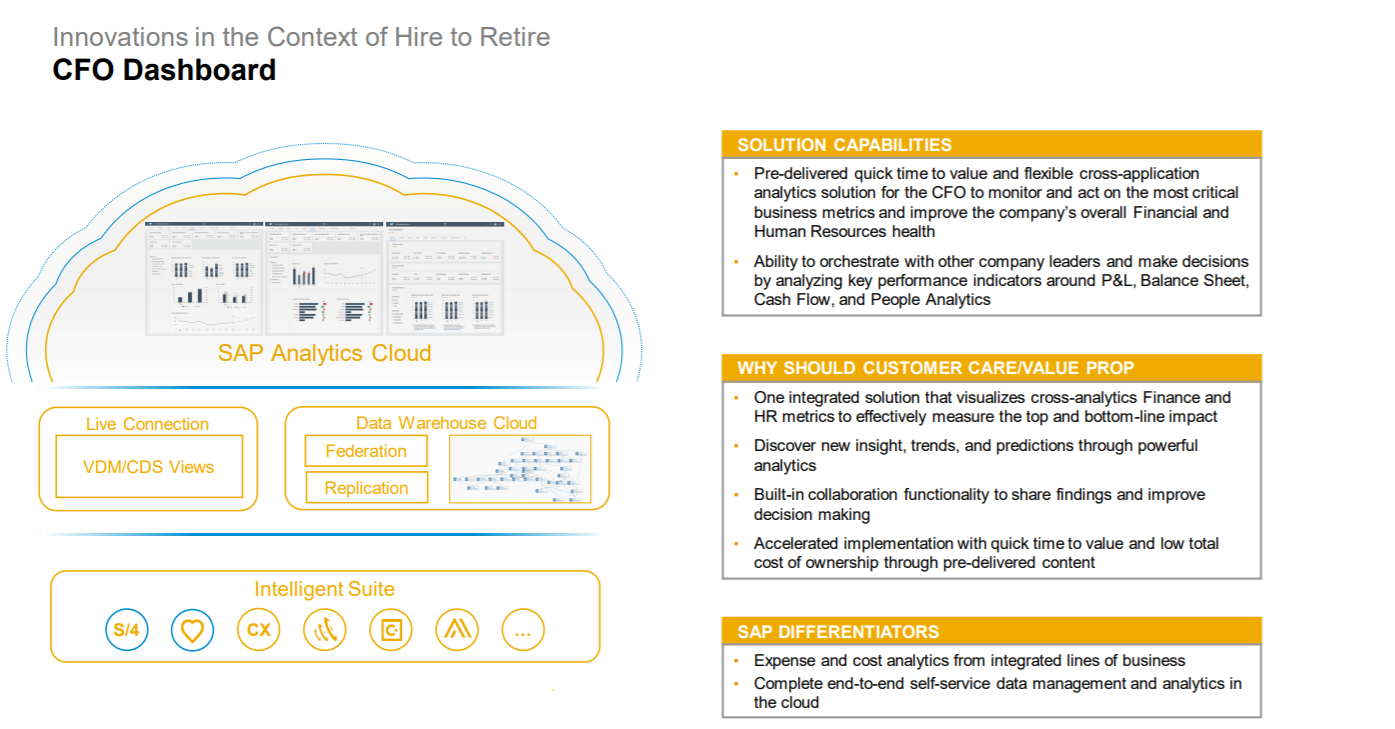 Innovations in the Context of Hire to Retire
CFO Dashboard
SAP Analytics Cloud
Live Connection
VDM/CDS Views
Data Warehouse Cloud
Federation
Replication
Intelligent Suite
S/4
CX
...
SOLUTION CAPABILITIES
• Pre-delivered quick time to value and flexible cross-application
analytics solution for the CFO to monitor and act on the most critical
business metrics and improve the company’s overall Financial and
Human Resources health
• Ability to orchestrate with other company leaders and make decisions
by analyzing key performance indicators around P&L, Balance Sheet,
Cash Flow, and People Analytics
WHY SHOULD CUSTOMER CARE/VALUE PROP
• One integrated solution that visualizes cross-analytics Finance and
HR metrics to effectively measure the top and bottom-line impact
• Discover new insight, trends, and predictions through powerful
analytics
• Built-in collaboration functionality to share findings and improve
decision making
• Accelerated implementation with quick time to value and low total
cost of ownership through pre-delivered content
SAP DIFFERENTIATORS
• Expense and cost analytics from integrated lines of business
• Complete end-to-end self-service data management and analytics in
the cloud